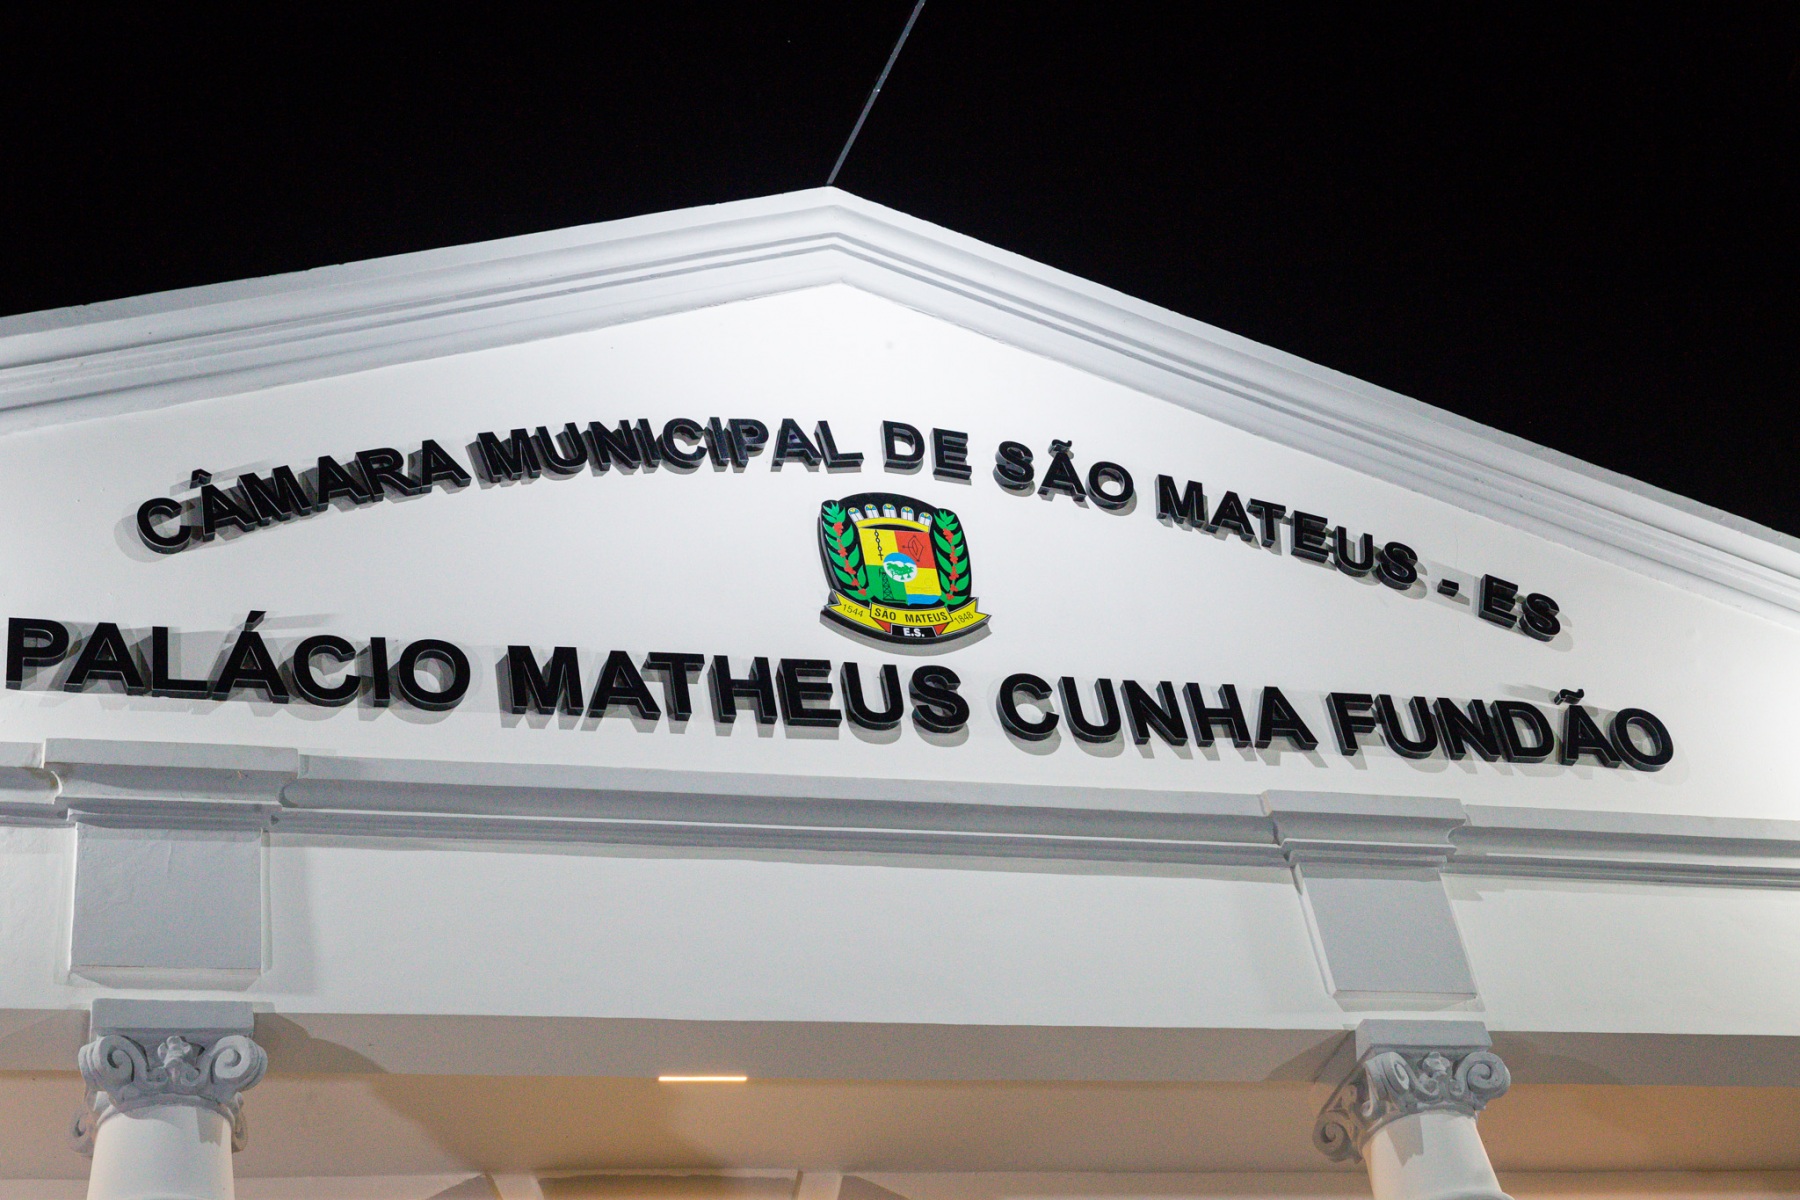 CÂMARA MUNICIPAL DE SÃO MATEUS - ES
1544 SÃO MATEUS 1848
E.S.
PALÁCIO MATHEUS CUNHA FUNDÃO